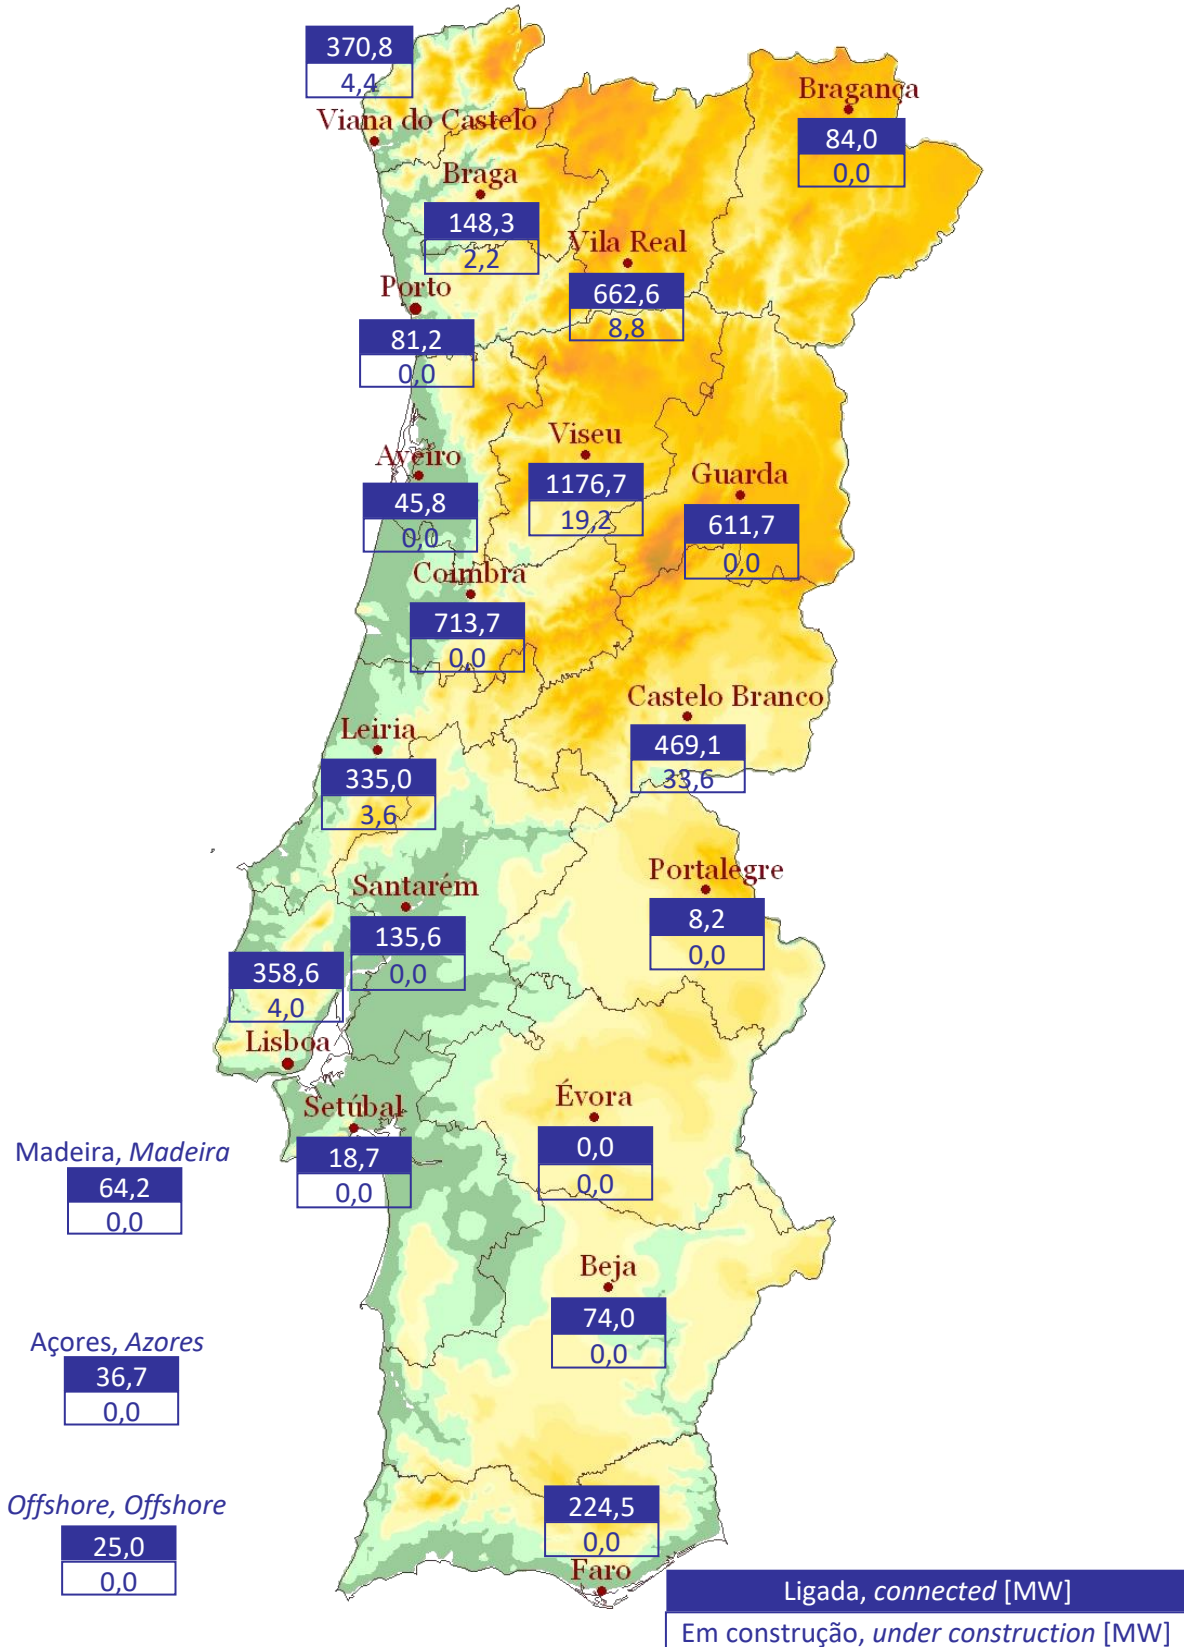 370,8
4,4
Viana do Castelo
Bragança
84,0
0,0
Braga
148,3
2,2
Vila Real
662,6
8,8
Porto
81,2
0,0
Viseu
1176,7
19,2
Aveiro
45,8
0,0
Guarda
611,7
0,0
Coimbra
713,7
0,0
Castelo Branco
469,1
33,6
Leiria
335,0
3,6
Portalegre
8,2
0,0
Santarém
135,6
0,0
358,6
4,0
Lisboa
Évora
0,0
0,0
Setúbal
18,7
0,0
Madeira, Madeira
64,2
0,0
Beja
74,0
0,0
Açores, Azores
36,7
0,0
Offshore, Offshore
25,0
0,0
224,5
0,0
Faro
Ligada, connected [MW]
Em construção, under construction [MW]